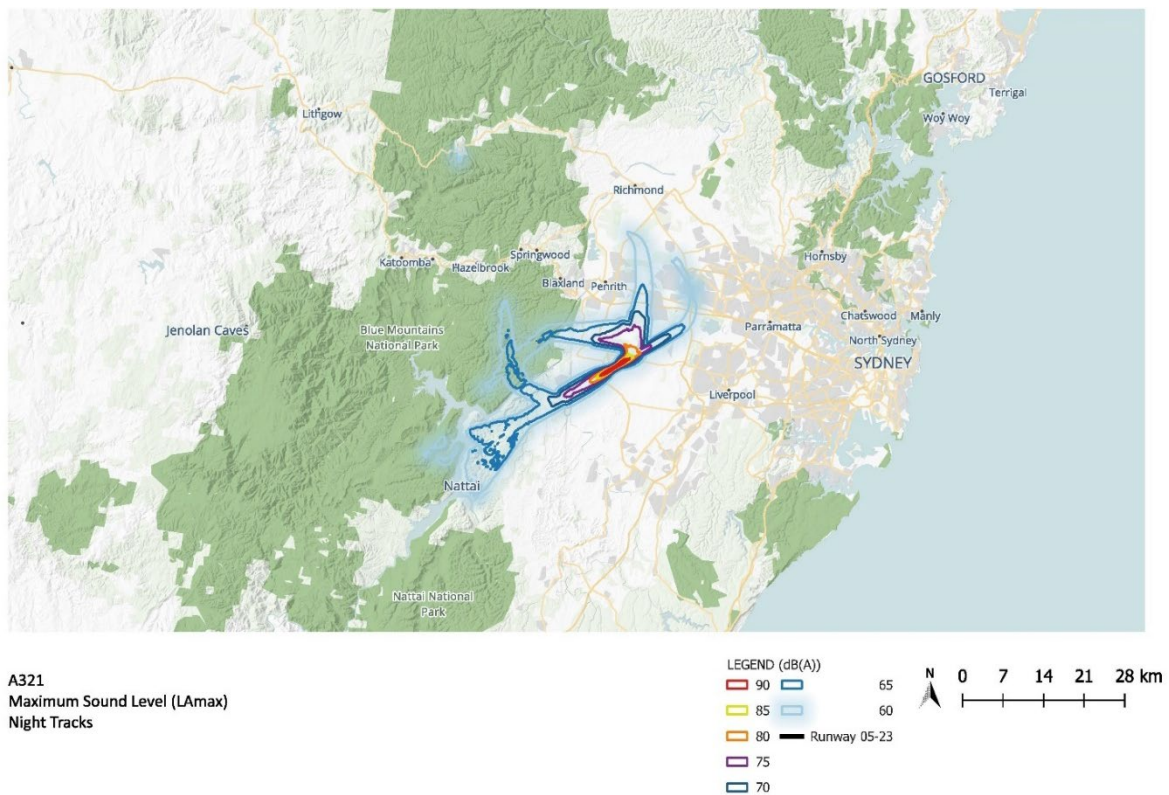 GOSFORD
Terrigal
Woy Woy
Lithgow
Richmond
Hornsby
Springwood
Katoomba
Hazelbrook
Blaxland
Penrith
Chatswood
Manly
Jenolan Caves
Blue Mountains
National Park
Parramatta
North Sydney
SYDNEY
Liverpool
Nattai
Nattai National
Park
A321
Maximum Sound Level (LAmax)
Night Tracks
LEGEND (dB(A))
90
65
85
60
80
Runway 05-23
75
70
N
0 7 14 21 28 km